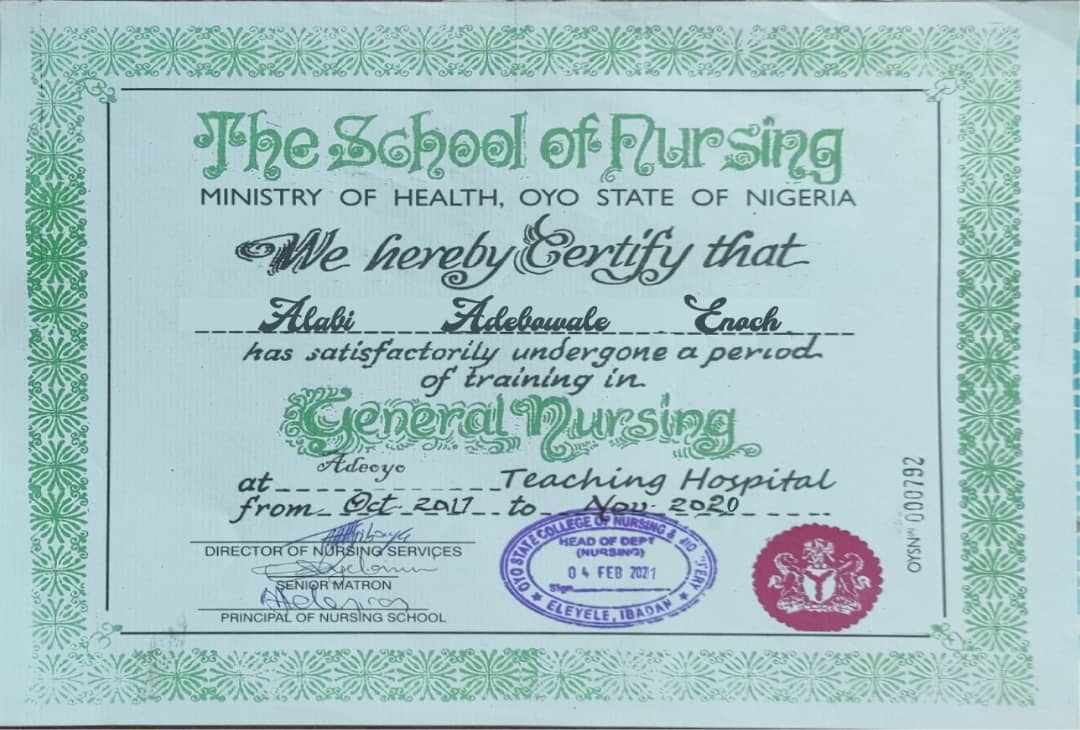 The School of Nursing
MINISTRY OF HEALTH, OYO STATE OF NIGERIA
We hereby Certify that
Alabi Adebowale Enoch
has satisfactorily undergone a period
of training in
General Nursing
at Adeoyo Teaching Hospital
from Oct 2017 to Nov 2020
DIRECTOR OF NURSING SERVICES
SENIOR MATRON
PRINCIPAL OF NURSING SCHOOL
OYO STATE COLLEGE OF NURSING &
HEAD OF DEPT
(NURSING)
04 FEB 2021
Sign
ELEYELE, IBADAN
OYSN 000792